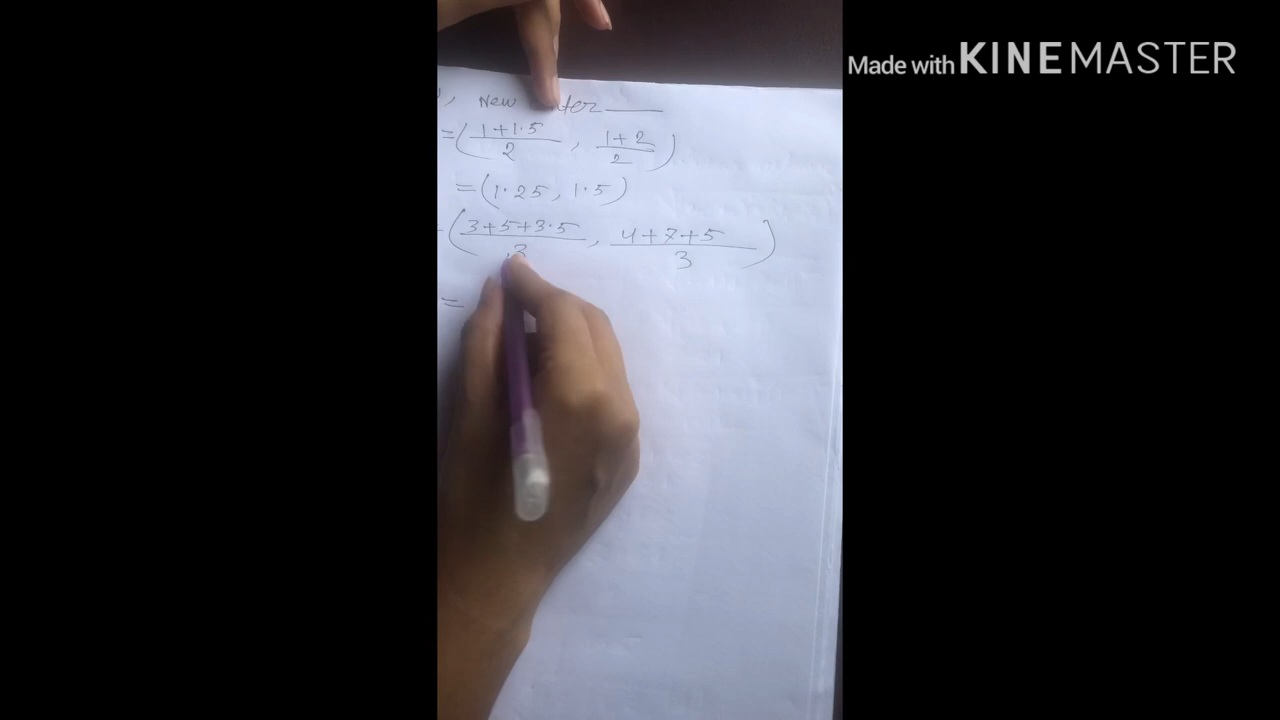 Made with KINEMASTER
New
=(1+1.5/2, 1+2/2)
=(1.25, 1.5)
(3+5+3.5/3, 4+7+5/3)
=